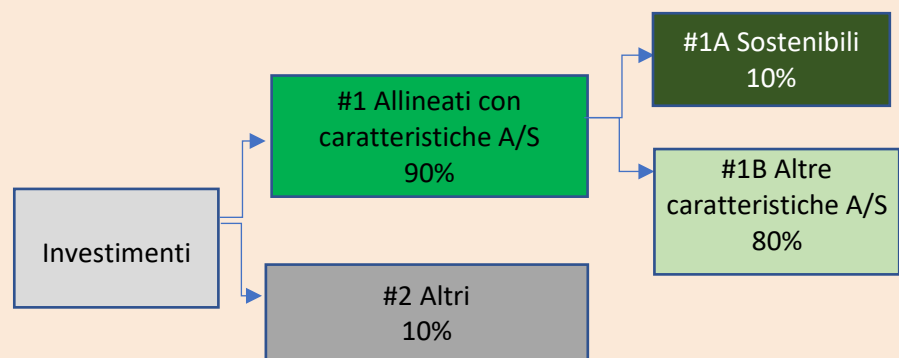 Investimenti
#1 Allineati con
caratteristiche A/S
90%
#2 Altri
10%
#1A Sostenibili
10%
#1B Altre
caratteristiche A/S
80%